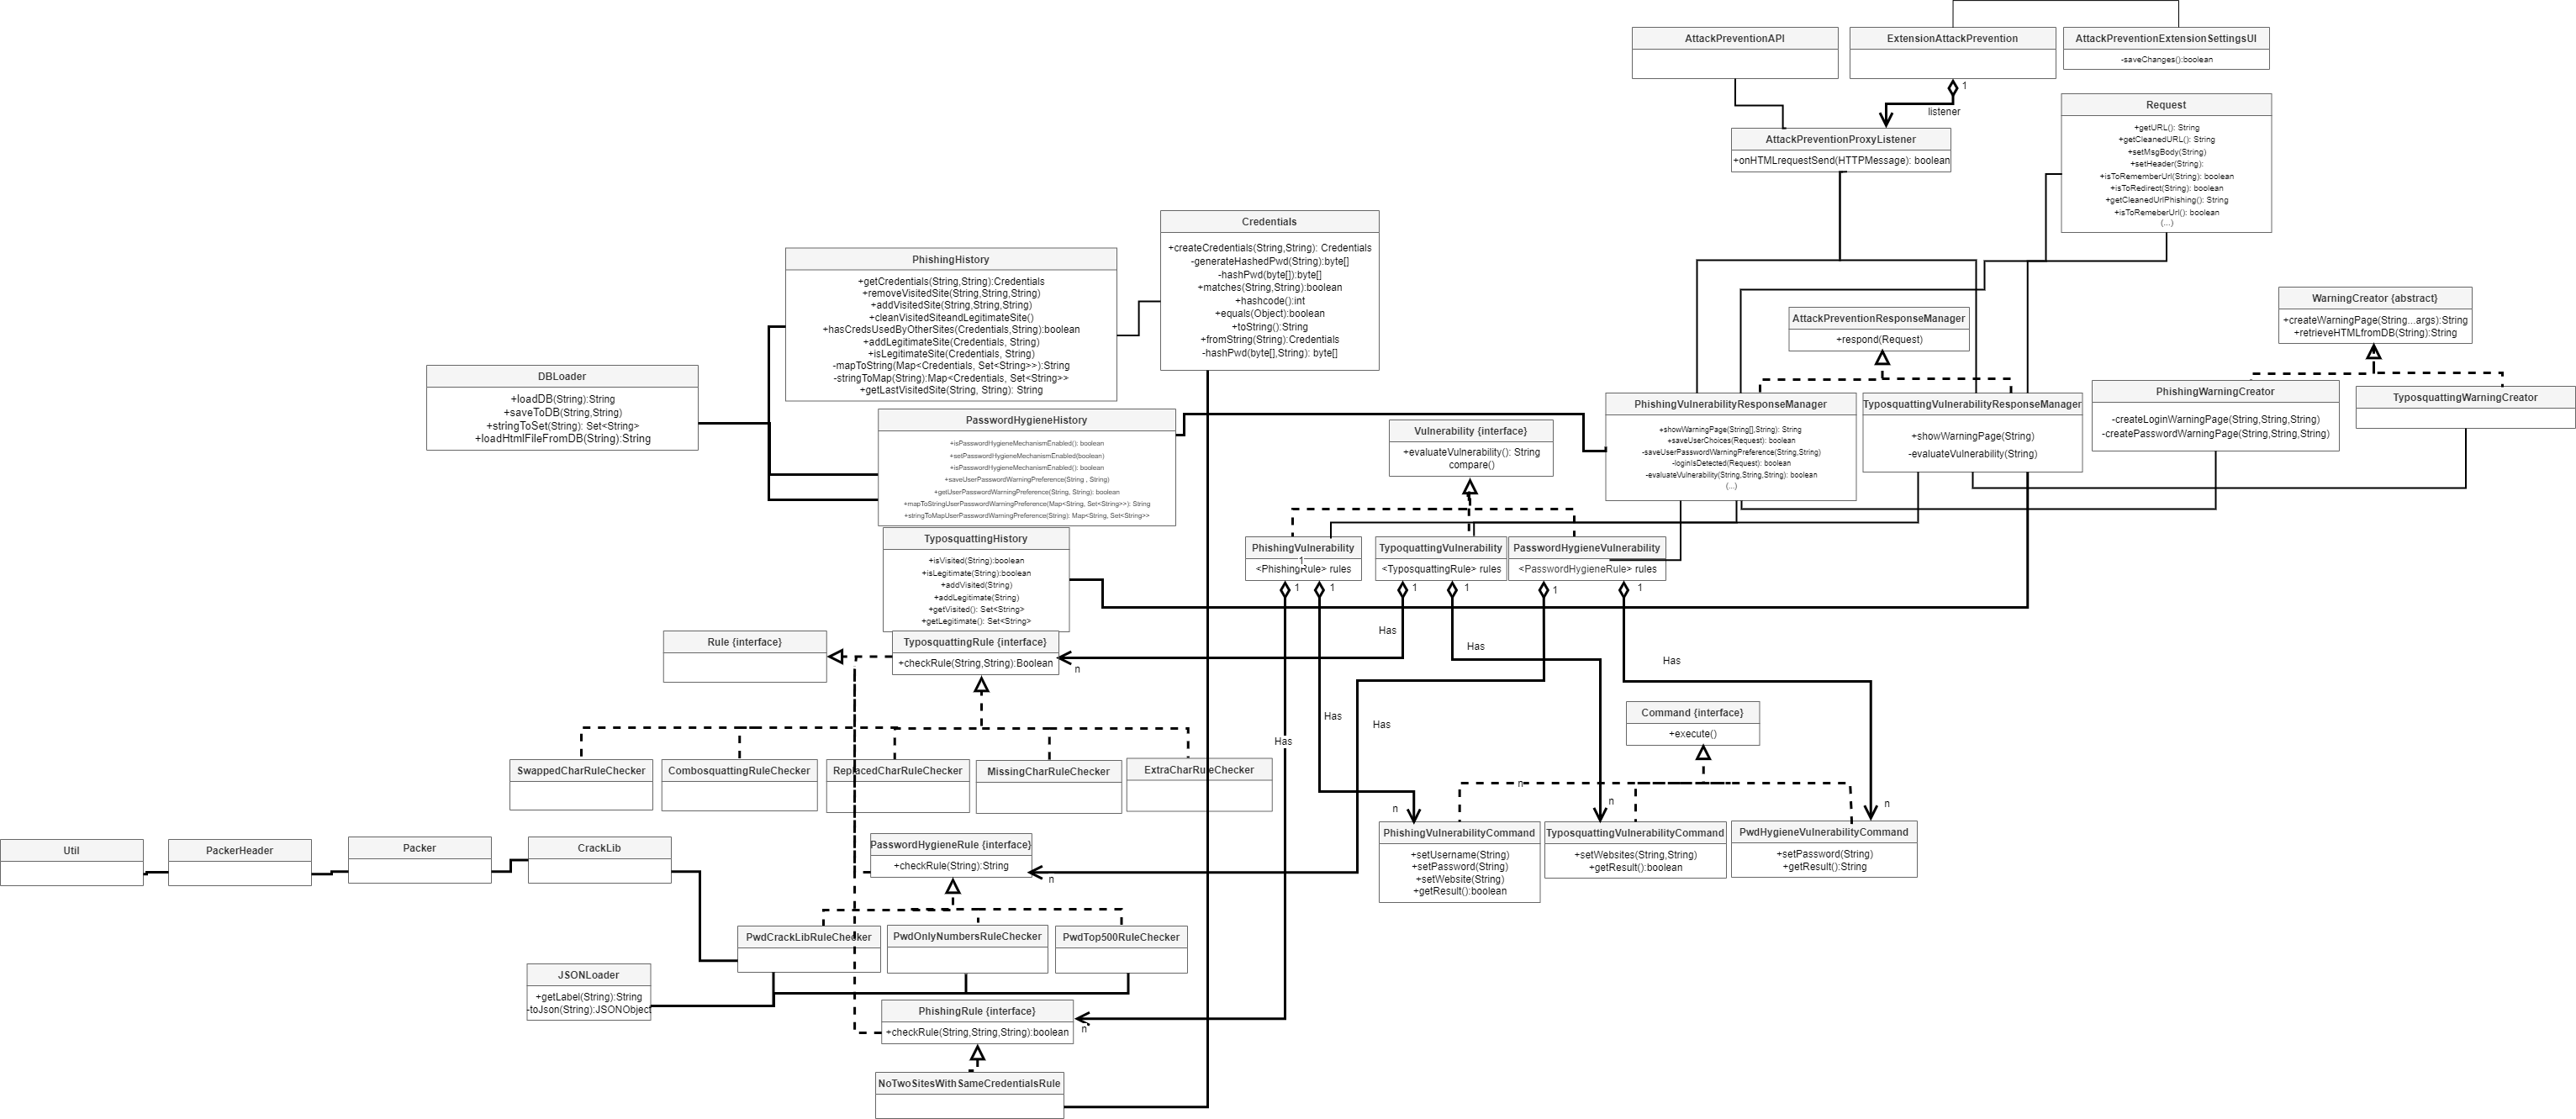 AttackPreventionAPI
ExtensionAttackPrevention
AttackPreventionExtensionSettingsUI
-saveChanges():boolean
1
listener
AttackPreventionProxyListener
+onHTMLrequestSend(HTTPMessage): boolean
Request
+getURL(): String
+getCleanedURL(): String
+setMsgBody(String)
+setHeader(String):
+isToRememberUrl(String): boolean
+isToRedirect(String): boolean
+getCleanedUrlPhishing(): String
+isToRemeberUrl(): boolean
(...)
Credentials
+createCredentials(String,String): Credentials
-generateHashedPwd(String):byte[]
-hashPwd(byte[]):byte[]
+matches(String,String):boolean
+hashcode():int
+equals(Object):boolean
+toString():String
+fromString(String):Credentials
-hashPwd(byte[],String): byte[]
PhishingHistory
+getCredentials(String,String):Credentials
+removeVisitedSite(String,String,String)
+addVisitedSite(String,String,String)
+cleanVisitedSiteandLegitimateSite()
+hasCredsUsedByOtherSites(Credentials,String):boolean
+addLegitimateSite(Credentials, String)
+isLegitimateSite(Credentials, String)
-mapToString(Map<Credentials, Set<String>>):String
-stringToMap(String):Map<Credentials, Set<String>>
+getLastVisitedSite(String, String): String
WarningCreator {abstract}
+createWarningPage(String...args):String
+retrieveHTMLfromDB(String):String
AttackPreventionResponseManager
+respond(Request)
DBLoader
+loadDB(String):String
+saveToDB(String,String)
+stringToSet(String): Set<String>
+loadHtmlFileFromDB(String):String
PasswordHygieneHistory
+isPasswordHygieneMechanismEnabled(): boolean
+setPasswordHygieneMechanismEnabled(boolean)
+isPasswordHygieneMechanismEnabled(): boolean
+saveUserPasswordWarningPreference(String , String)
+getUserPasswordWarningPreference(String, String): boolean
+mapToStringUserPasswordWarningPreference(Map<String, Set<String>>): String
+stringToMapUserPasswordWarningPreference(String): Map<String, Set<String>>
Vulnerability {interface}
+evaluateVulnerability(): String
compare()
PhishingVulnerabilityResponseManager
+showWarningPage(String[],String): String
+saveUserChoices(Request): boolean
-saveUserPasswordWarningPreference(String,String)
-loginIsDetected(Request): boolean
-evaluateVulnerability(String,String,String): boolean
(...)
TyposquattingVulnerabilityResponseManager
+showWarningPage(String)
-evaluateVulnerability(String)
PhishingWarningCreator
-createLoginWarningPage(String,String,String)
-createPasswordWarningPage(String,String,String)
TyposquattingWarningCreator
TyposquattingHistory
+isVisited(String):boolean
+isLegitimate(String):boolean
+addVisited(String)
+addLegitimate(String)
+getVisited(): Set<String>
+getLegitimate(): Set<String>
PhishingVulnerability
1
<PhishingRule> rules
TypoquattingVulnerability
<TyposquattingRule> rules
PasswordHygieneVulnerability
<PasswordHygieneRule> rules
1
1
1
1
1
1
Has
Has
Has
Rule {interface}
TyposquattingRule {interface}
+checkRule(String,String):Boolean
n
Has
Has
Has
Command {interface}
+execute()
SwappedCharRuleChecker
CombosquattingRuleChecker
ReplacedCharRuleChecker
MissingCharRuleChecker
ExtraCharRuleChecker
n
n
n
n
PhishingVulnerabilityCommand
+setUsername(String)
+setPassword(String)
+setWebsite(String)
+getResult():boolean
TyposquattingVulnerabilityCommand
+setWebsites(String,String)
+getResult():boolean
PwdHygieneVulnerabilityCommand
+setPassword(String)
+getResult():String
Util
PackerHeader
Packer
CrackLib
PasswordHygieneRule {interface}
+checkRule(String):String
n
PwdCrackLibRuleChecker
PwdOnlyNumbersRuleChecker
PwdTop500RuleChecker
JSONLoader
+getLabel(String):String
-toJson(String):JSONObject
PhishingRule {interface}
+checkRule(String,String,String):boolean
n
NoTwoSitesWithSameCredentialsRule